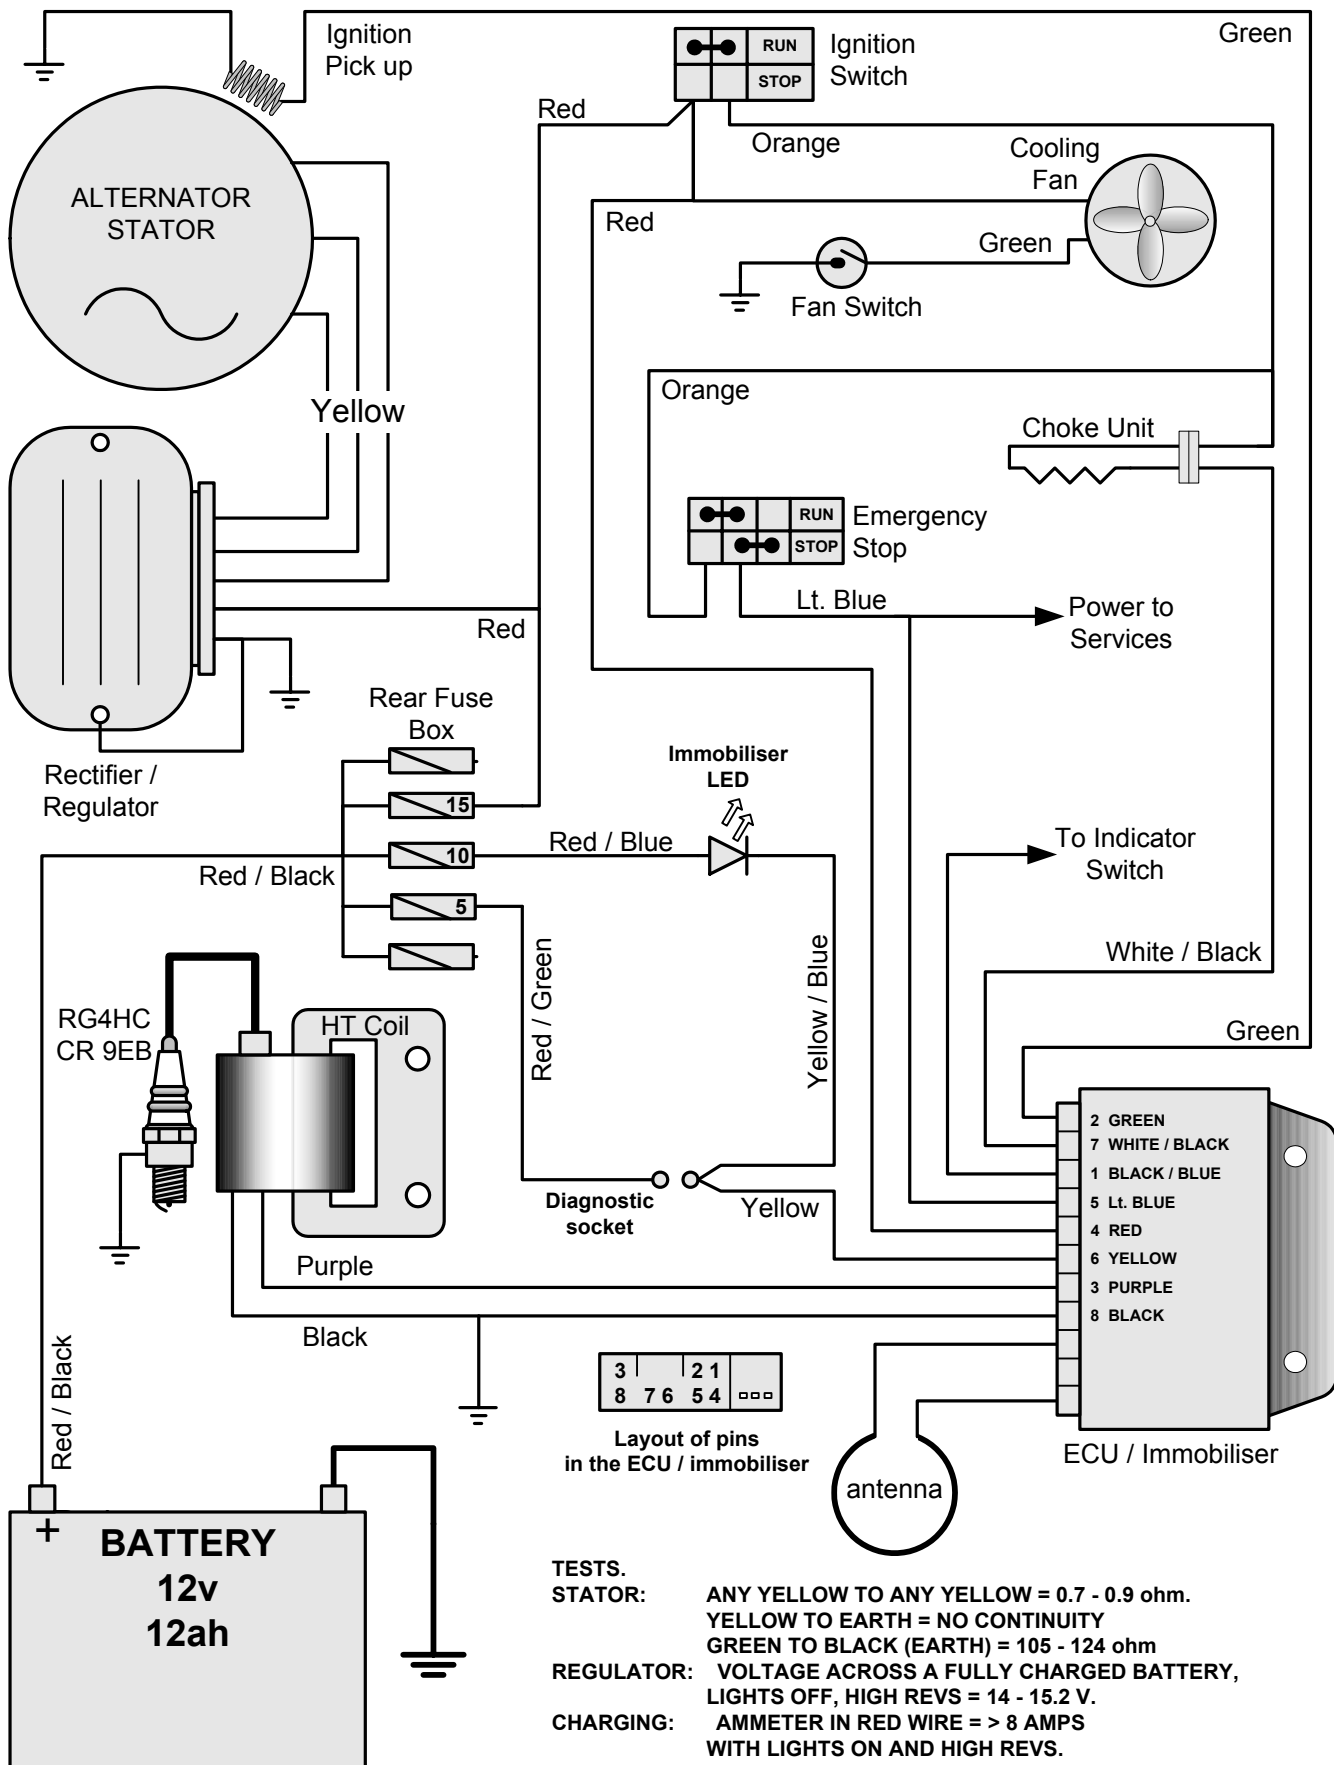 Ignition
Pick up
Green
RUN
STOP
Ignition
Switch
Red
Orange
Cooling
Fan
ALTERNATOR
STATOR
Red
Green
Fan Switch
Orange
Yellow
Choke Unit
RUN
STOP
Emergency
Stop
Lt. Blue
Power to
Services
Red
Rear Fuse
Box
Immobiliser
LED
Rectifier /
Regulator
15
10
5
Red / Blue
Red / Black
To Indicator
Switch
White / Black
Red / Green
Yellow / Blue
RG4HC
CR 9EB
HT Coil
Green
2 GREEN
7 WHITE / BLACK
1 BLACK / BLUE
5 Lt. BLUE
4 RED
6 YELLOW
3 PURPLE
8 BLACK
Diagnostic
socket
Yellow
Purple
Black
Red / Black
3 2 1
8 7 6 5 4
Layout of pins
in the ECU / immobiliser
ECU / Immobiliser
antenna
+
BATTERY
12v
12ah
TESTS.
STATOR: ANY YELLOW TO ANY YELLOW = 0.7 - 0.9 ohm.
YELLOW TO EARTH = NO CONTINUITY
GREEN TO BLACK (EARTH) = 105 - 124 ohm
REGULATOR: VOLTAGE ACROSS A FULLY CHARGED BATTERY,
LIGHTS OFF, HIGH REVS = 14 - 15.2 V.
CHARGING: AMMETER IN RED WIRE = > 8 AMPS
WITH LIGHTS ON AND HIGH REVS.